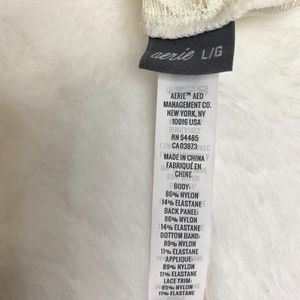 aerie L/G
AERIE™ AEO
MANAGEMENT CO.
NEW YORK, NY
10016 USA
RN 54485
CA 03873
MADE IN CHINA
FABRIQUÉ EN
CHINE
BODY:
86% NYLON
14% ELASTANE
BACK PANEL:
86% NYLON
14% ELASTANE
BOTTOM BAND:
89% NYLON
11% ELASTANE
APPLIQUE:
89% NYLON
11% ELASTANE
LACE TRIM:
89% NYLON
11% ELASTANE